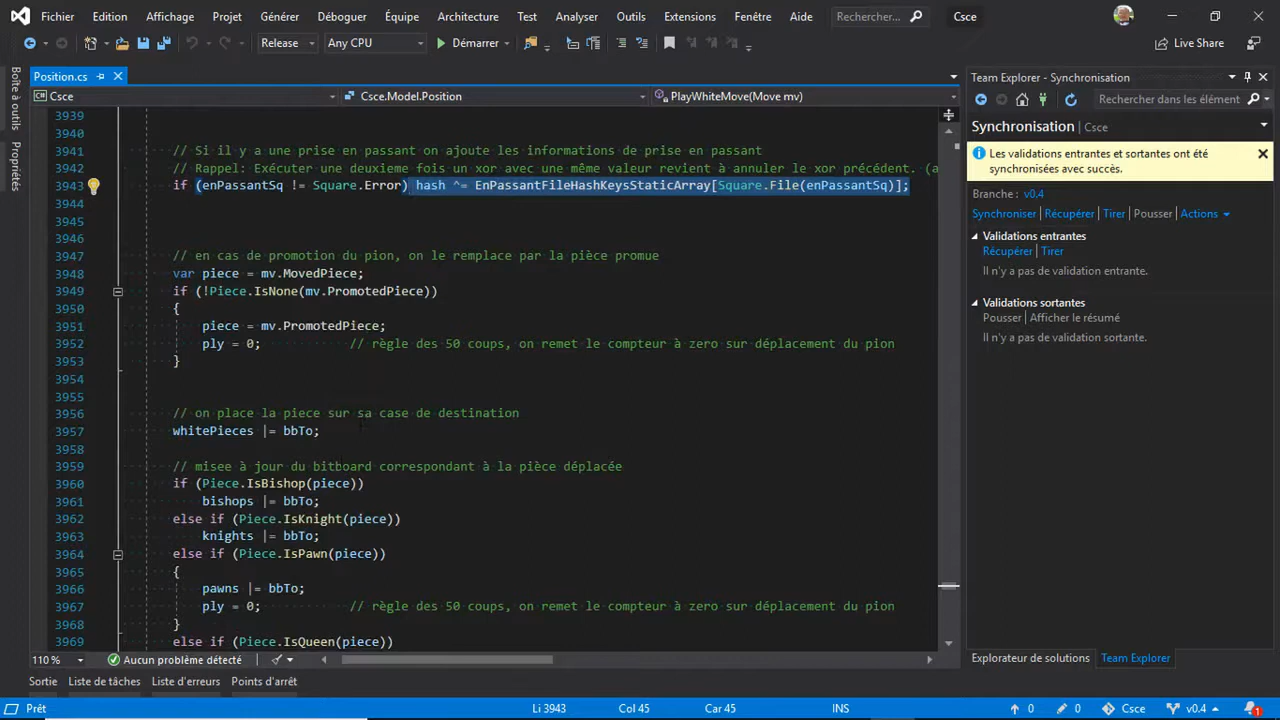 Fichier Edition Affichage Projet Générer Déboguer Équipe Architecture Test Analyser Outils Extensions Fenêtre Aide Rechercher... Csce
Release Any CPU Démarrer Live Share
Boîte à outils
Propriétés
Position.cs
Csce Csce.Model.Position PlayWhiteMove(Move mv)
3939
3940
3941 // Si il y a une prise en passant on ajoute les informations de prise en passant
3942 // Rappel: Exécuter une deuxieme fois un xor avec une même valeur revient à annuler le xor précédent. (a
3943 if (enPassantSq != Square.Error) hash ^= EnPassantFileHashKeysStaticArray[Square.File(enPassantSq)];
3944
3945
3946
3947 // en cas de promotion du pion, on le remplace par la pièce promue
3948 var piece = mv.MovedPiece;
3949 if (!Piece.IsNone(mv.PromotedPiece))
3950 {
3951 piece = mv.PromotedPiece;
3952 ply = 0; // règle des 50 coups, on remet le compteur à zero sur déplacement du pion
3953 }
3954
3955
3956 // on place la piece sur sa case de destination
3957 whitePieces |= bbTo;
3958
3959 // misee à jour du bitboard correspondant à la pièce déplacée
3960 if (Piece.IsBishop(piece))
3961 bishops |= bbTo;
3962 else if (Piece.IsKnight(piece))
3963 knights |= bbTo;
3964 else if (Piece.IsPawn(piece))
3965 {
3966 pawns |= bbTo;
3967 ply = 0; // règle des 50 coups, on remet le compteur à zero sur déplacement du pion
3968 }
3969 else if (Piece.IsQueen(piece))
110 % Aucun problème détecté
Team Explorer - Synchronisation
Rechercher dans les élément
Synchronisation | Csce
Les validations entrantes et sortantes ont été
synchronisées avec succès.
Branche : v0.4
Synchroniser | Récupérer | Tirer | Pousser | Actions
Validations entrantes
Récupérer | Tirer
Il n'y a pas de validation entrante.
Validations sortantes
Pousser | Afficher le résumé
Il n'y a pas de validation sortante.
Explorateur de solutions Team Explorer
Sortie Liste de tâches Liste d'erreurs Points d'arrêt
Prêt Li 3943 Col 45 Car 45 INS 0 0 Csce v0.4 1